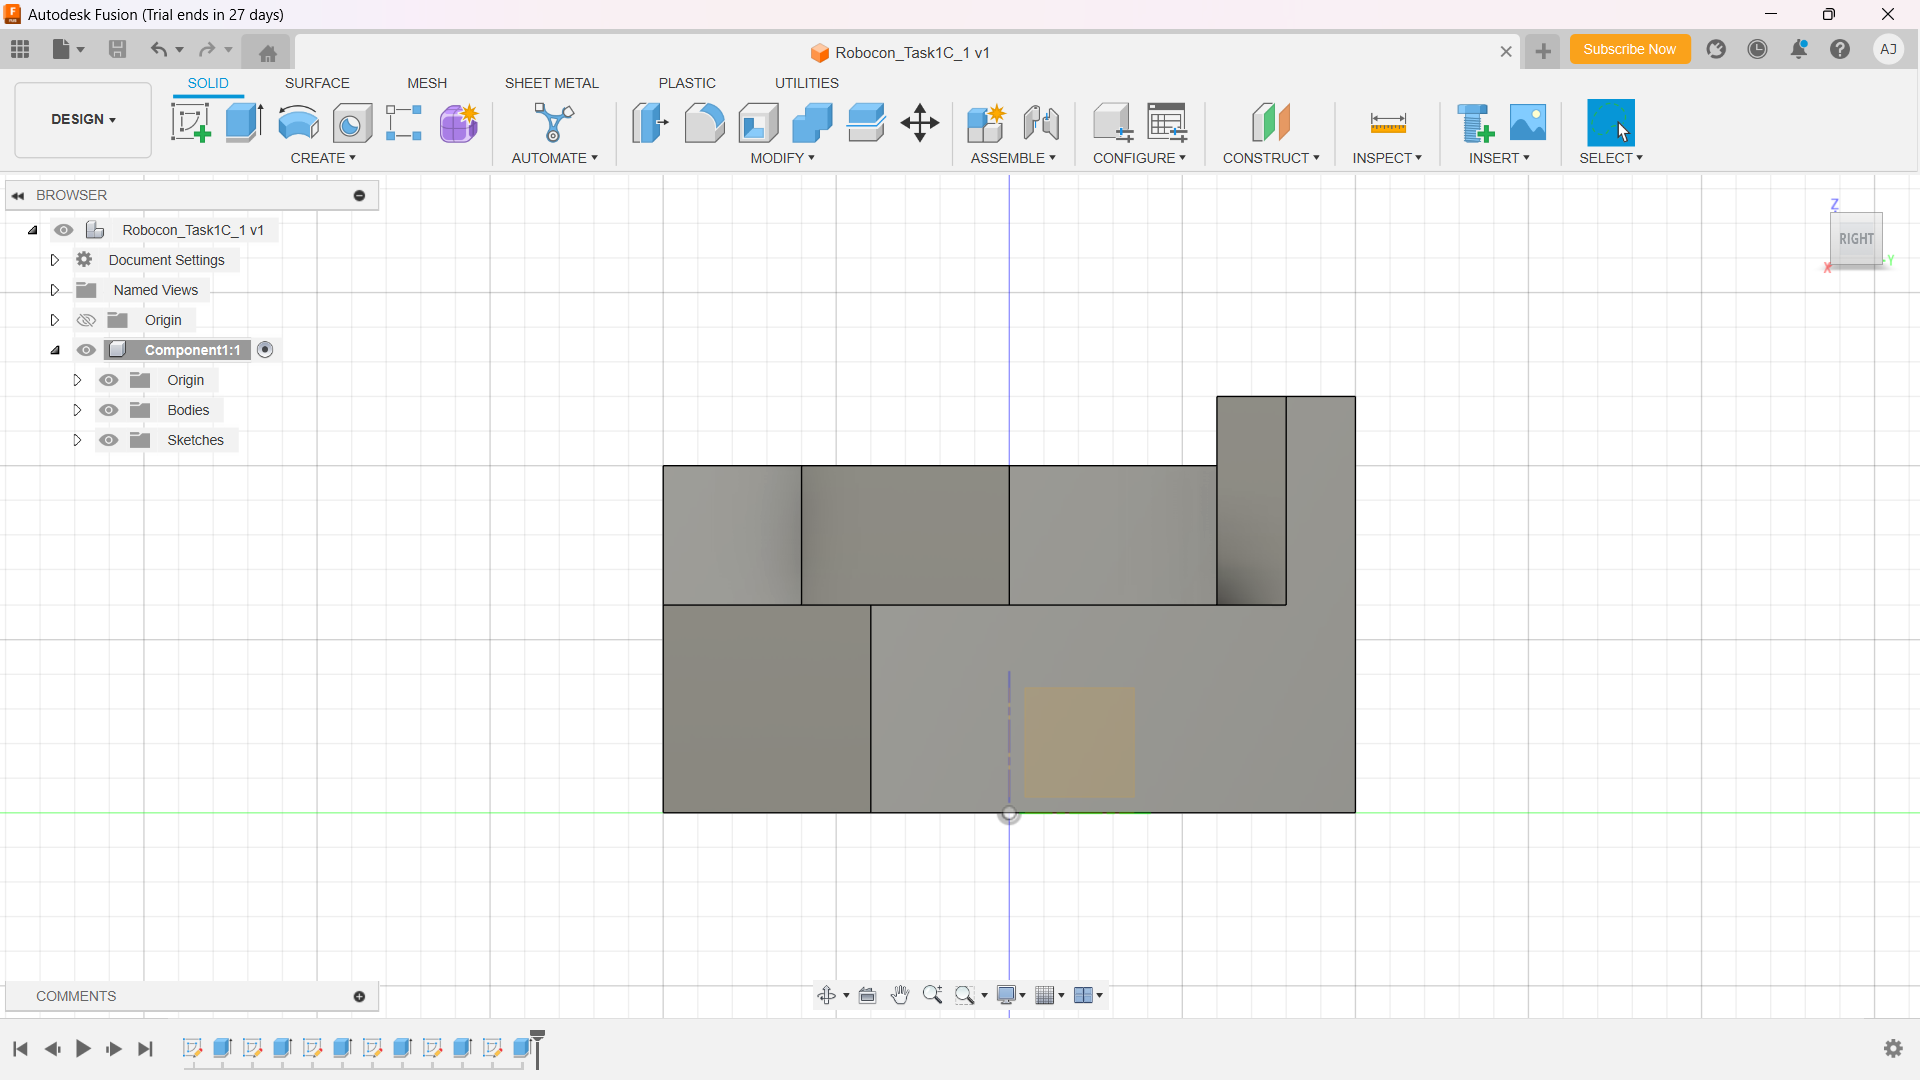 Autodesk Fusion (Trial ends in 27 days)
Robocon_Task1C_1 v1
Subscribe Now
AJ
SOLID SURFACE MESH SHEET METAL PLASTIC UTILITIES
DESIGN
CREATE AUTOMATE MODIFY ASSEMBLE CONFIGURE CONSTRUCT INSPECT INSERT SELECT
BROWSER
Robocon_Task1C_1 v1
Document Settings
Named Views
Origin
Component1:1
Origin
Bodies
Sketches
Z
RIGHT
X
Y
COMMENTS